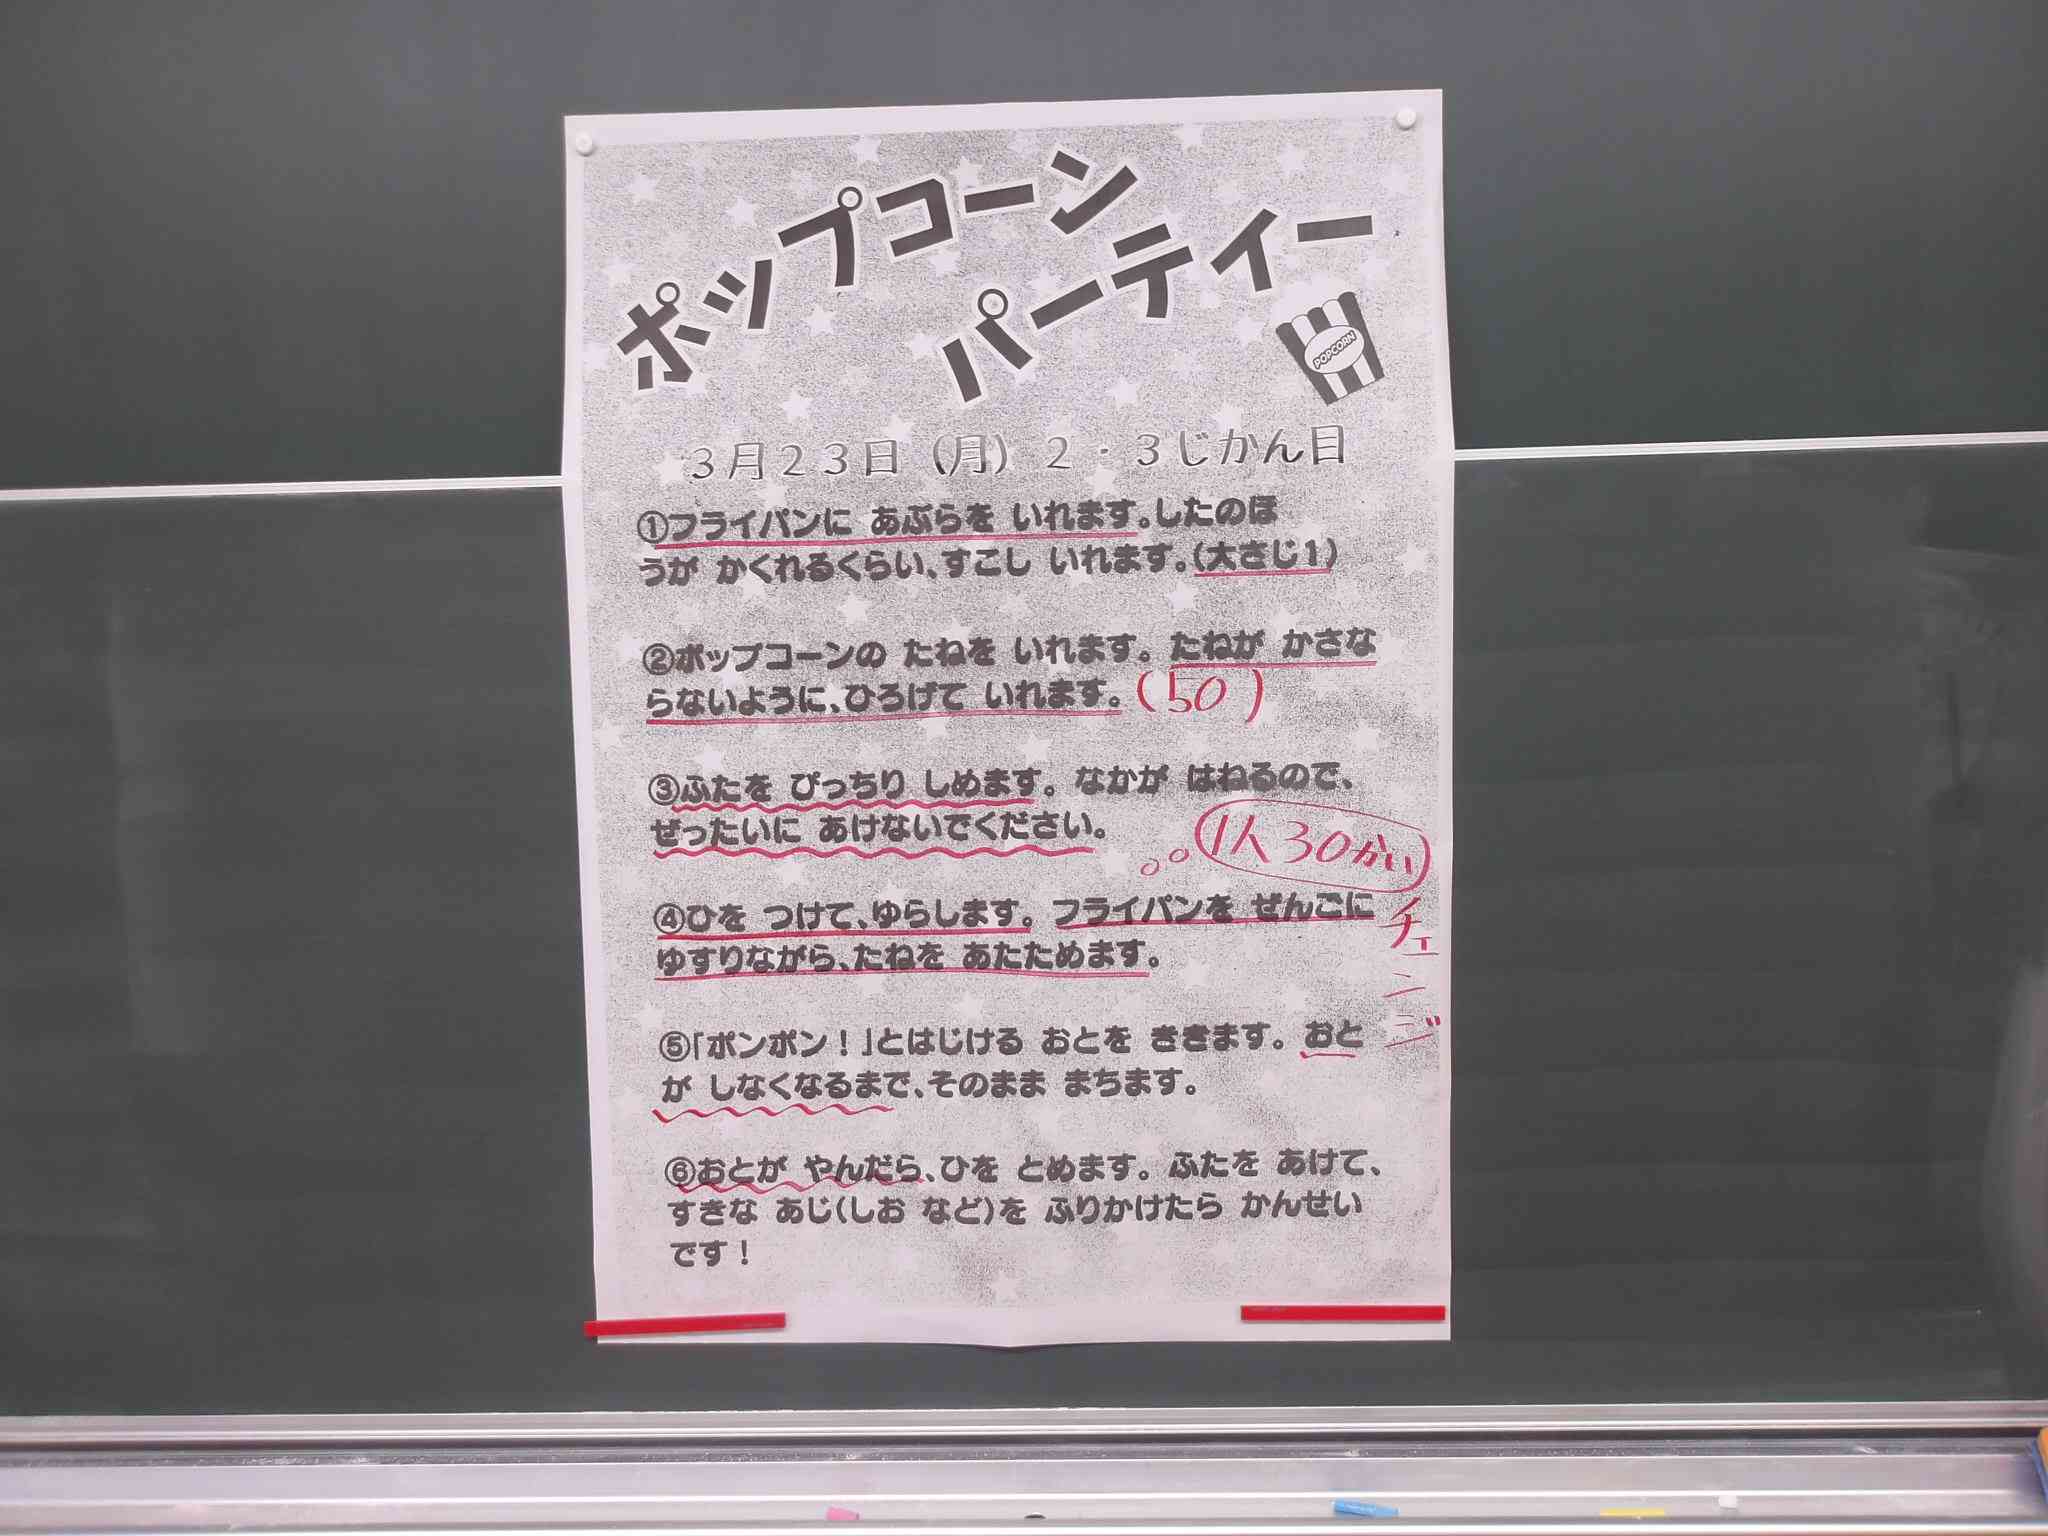 ポップコーン
パーティー
POPCORN
3月23日(月)2・3じかん目
①フライパンに あぶらを いれます。したのほ
うが かくれるくらい、すこし いれます。(大さじ1)
②ポップコーンの たねを いれます。たねが かさな
らないように、ひろげて いれます。(50)
③ふたを ぴっちり しめます。なかが はねるので、
ぜったいに あけないでください。
1人30かい
チェンジ
④ひを つけて、ゆらします。フライパンを ぜんごに
ゆすりながら、たねを あたためます。
⑤「ポンポン!」とはじける おとを ききます。おと
が しなくなるまで、そのまま まちます。
⑥おとが やんだら、ひを とめます。ふたを あけて、
すきな あじ(しお など)を ふりかけたら かんせい
です!